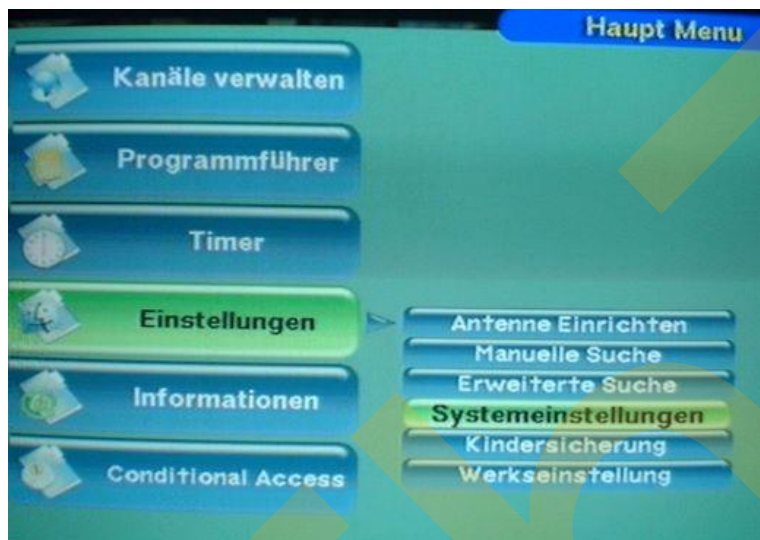 Haupt Menu
Kanäle verwalten
Programmführer
Timer
Einstellungen
Informationen
Conditional Access
Antenne Einrichten
Manuelle Suche
Erweiterte Suche
Systemeinstellungen
Kindersicherung
Werkseinstellung